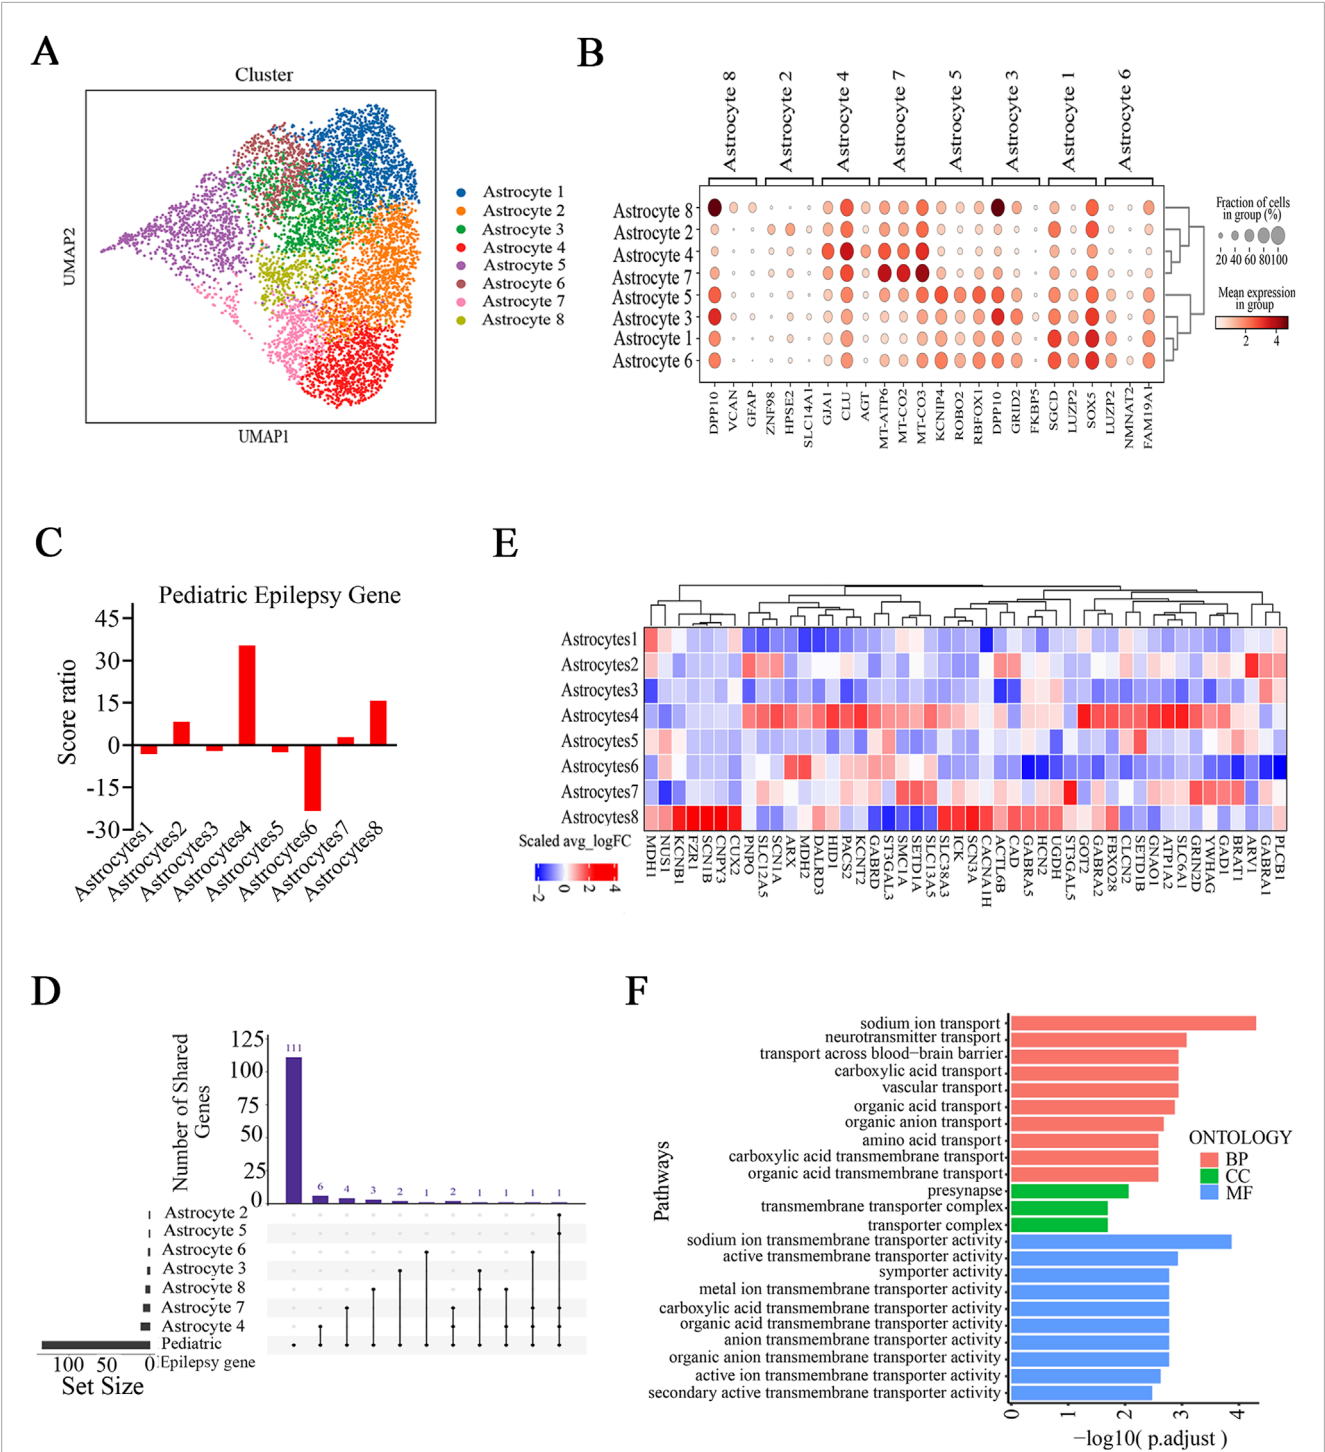 A
Cluster
UMAP2
UMAP1
Astrocyte 1
Astrocyte 2
Astrocyte 3
Astrocyte 4
Astrocyte 5
Astrocyte 6
Astrocyte 7
Astrocyte 8
B
Astrocyte 8
Astrocyte 2
Astrocyte 4
Astrocyte 7
Astrocyte 5
Astrocyte 3
Astrocyte 1
Astrocyte 6
Astrocyte 8
Astrocyte 2
Astrocyte 4
Astrocyte 7
Astrocyte 5
Astrocyte 3
Astrocyte 1
Astrocyte 6
DPP10
VCAN
GFAP
ZNF98
HPSE2
SLC14A1
GJA1
CLU
AGT
MT-ATP6
MT-CO2
MT-CO3
KCNIP4
ROBO2
RBFOX1
DPP10
GRID2
FKBP5
SGCD
LUZP2
SOX5
LUZP2
NMNAT2
FAM19A1
Fraction of cells
in group (%)
20 40 60 80100
Mean expression
in group
2 4
C
Pediatric Epilepsy Gene
Score ratio
45
30
15
0
-15
-30
Astrocytes1
Astrocytes2
Astrocytes3
Astrocytes4
Astrocytes5
Astrocytes6
Astrocytes7
Astrocytes8
E
Astrocytes1
Astrocytes2
Astrocytes3
Astrocytes4
Astrocytes5
Astrocytes6
Astrocytes7
Astrocytes8
Scaled avg_logFC
-2 0 2 4
MDH1
NUS1
KCNB1
F2R1
SCN1B
CNPY3
CUX2
PNPO
SLC12A5
SCN1A
ARX
MDH2
DALRD3
HID1
PACS2
KCNT2
GABRD
ST3GAL3
SMC1A
SETD1A
SLC13A5
SLC38A3
ICK
SCN3A
CACNA1H
ACTL6B
CAD
GABRA5
HCN2
UGDH
ST3GAL5
GOT2
GABRA2
FBXO28
CLCN2
SETD1B
GNAO1
ATP1A2
SLC6A1
GRIN2D
YWHAG
GAD1
BRAT1
ARV1
GABRA1
PLCB1
D
Number of Shared
Genes
125
100
75
50
25
0
111
6
4
3
2
1
2
1
1
1
1
Astrocyte 2
Astrocyte 5
Astrocyte 6
Astrocyte 3
Astrocyte 8
Astrocyte 7
Astrocyte 4
Pediatric
Epilepsy gene
100 50 0
Set Size
F
Pathways
sodium ion transport
neurotransmitter transport
transport across blood−brain barrier
carboxylic acid transport
vascular transport
organic acid transport
organic anion transport
amino acid transport
carboxylic acid transmembrane transport
organic acid transmembrane transport
presynapse
transmembrane transporter complex
transporter complex
sodium ion transmembrane transporter activity
active transmembrane transporter activity
symporter activity
metal ion transmembrane transporter activity
carboxylic acid transmembrane transporter activity
organic acid transmembrane transporter activity
anion transmembrane transporter activity
organic anion transmembrane transporter activity
active ion transmembrane transporter activity
secondary active transmembrane transporter activity
0 1 2 3 4
−log10( p.adjust )
ONTOLOGY
BP
CC
MF